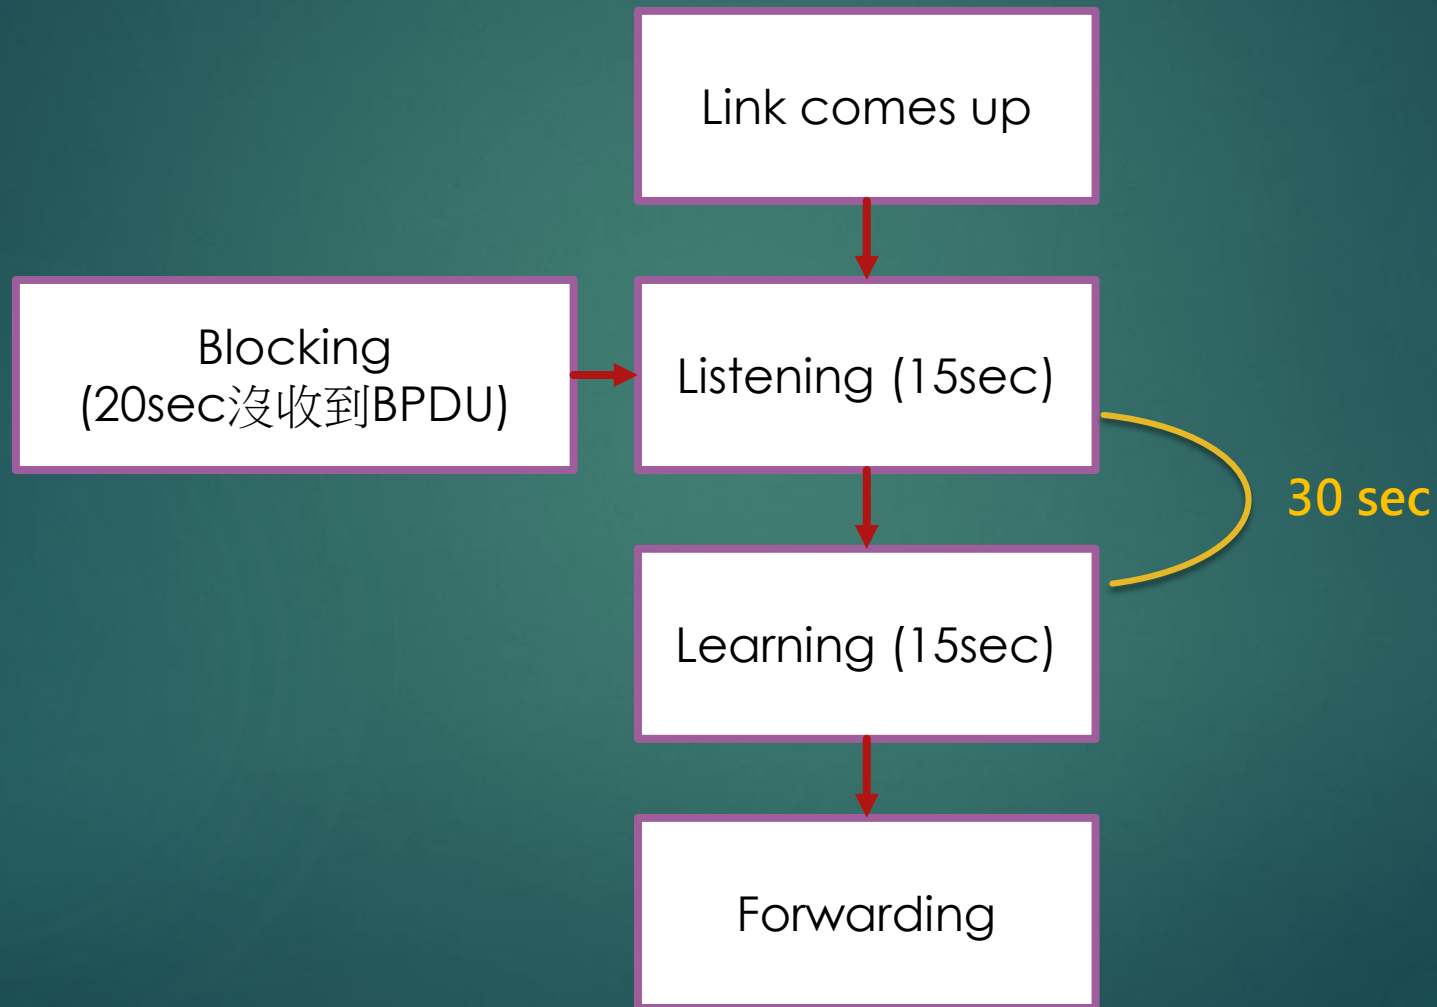 Link comes up
Blocking
(20sec沒收到BPDU)
Listening (15sec)
30 sec
Learning (15sec)
Forwarding